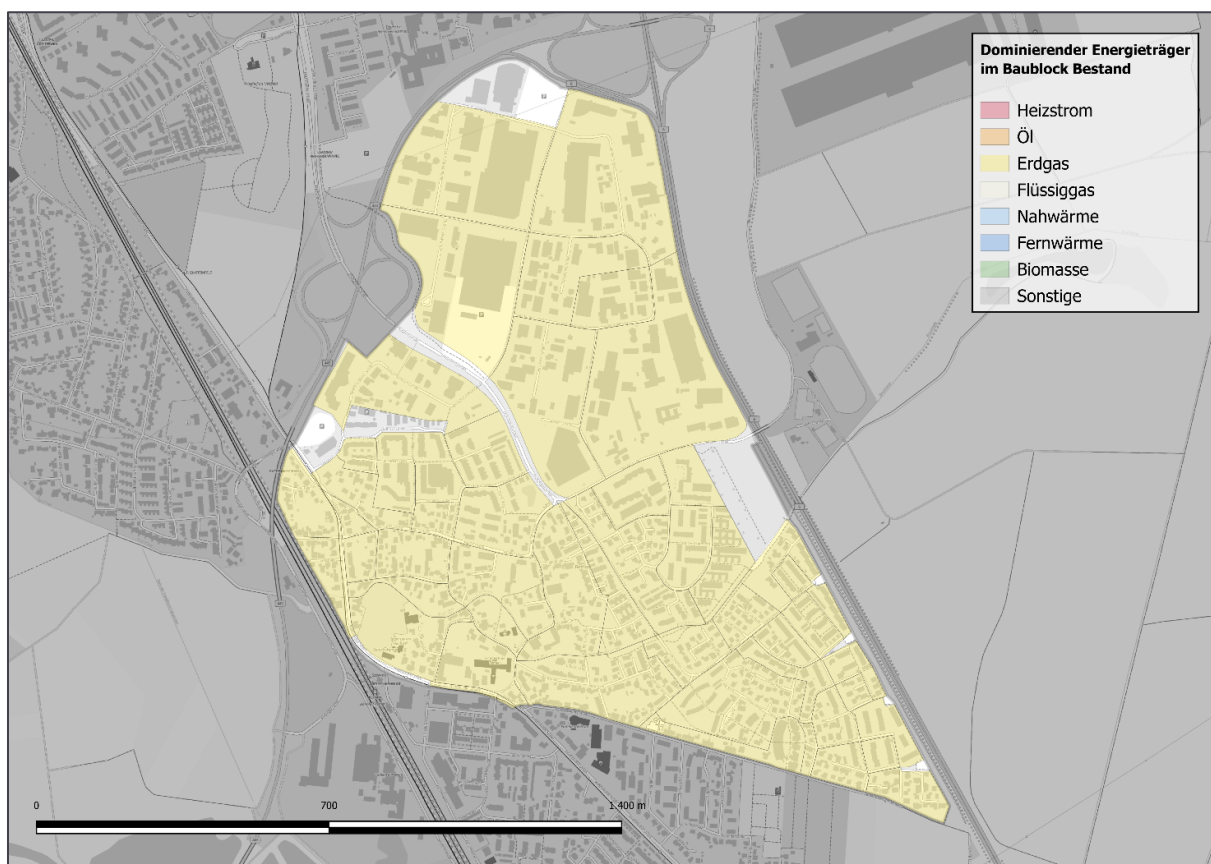 Dominierender Energieträger
im Baublock Bestand
Heizstrom
Öl
Erdgas
Flüssiggas
Nahwärme
Fernwärme
Biomasse
Sonstige
0
700
1.400 m